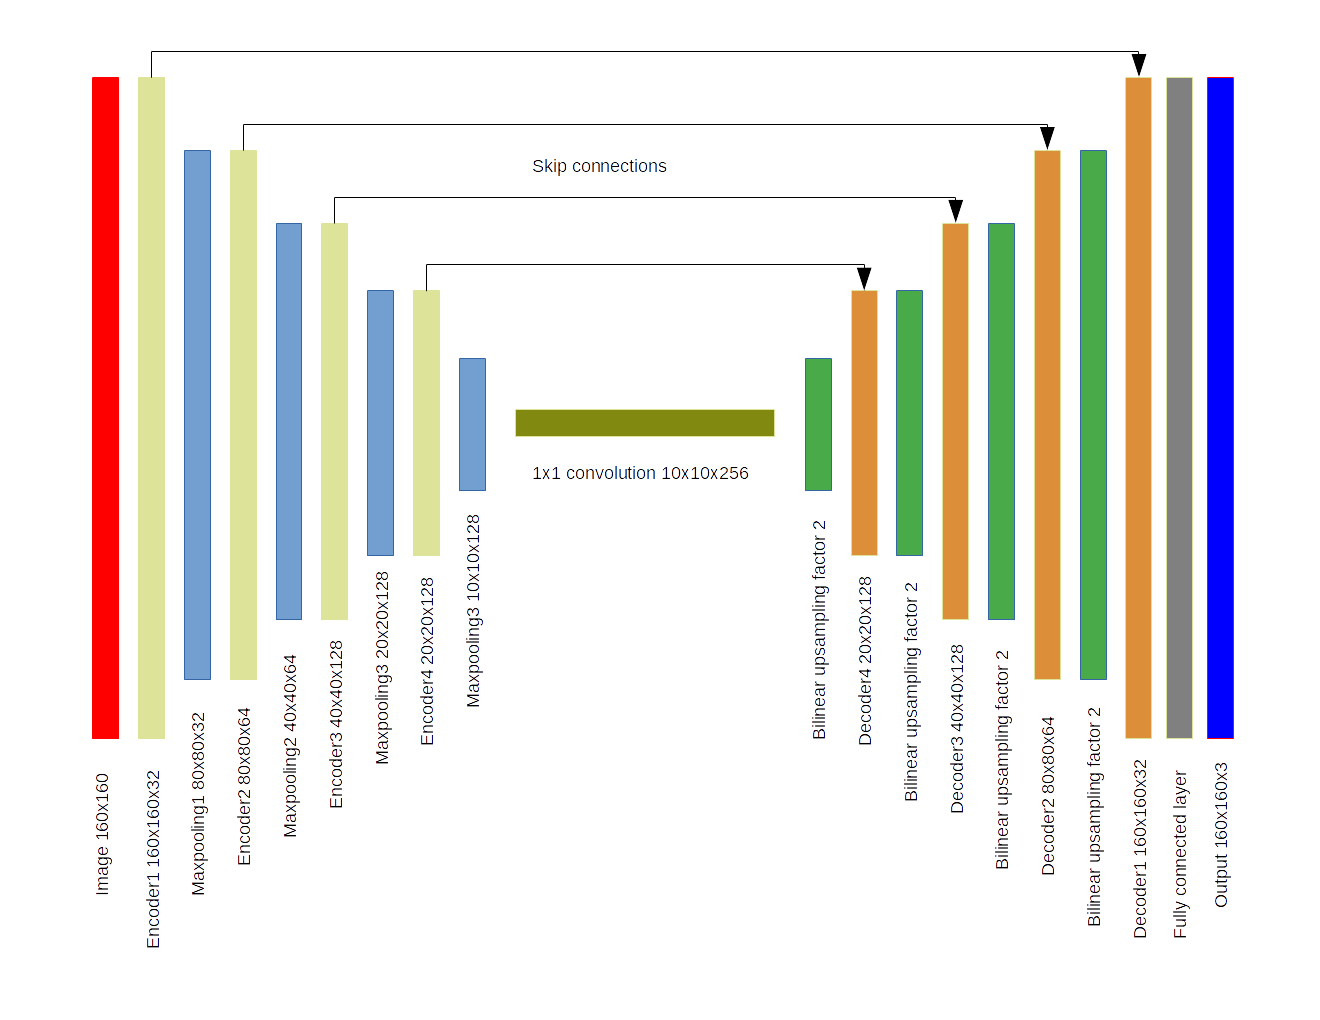 Skip connections
1x1 convolution 10x10x256
Image 160x160
Encoder1 160x160x32
Maxpooling1 80x80x32
Encoder2 80x80x64
Maxpooling2 40x40x64
Encoder3 40x40x128
Maxpooling3 20x20x128
Encoder4 20x20x128
Maxpooling3 10x10x128
Bilinear upsampling factor 2
Decoder4 20x20x128
Bilinear upsampling factor 2
Decoder3 40x40x128
Bilinear upsampling factor 2
Decoder2 80x80x64
Bilinear upsampling factor 2
Decoder1 160x160x32
Fully connected layer
Output 160x160x3